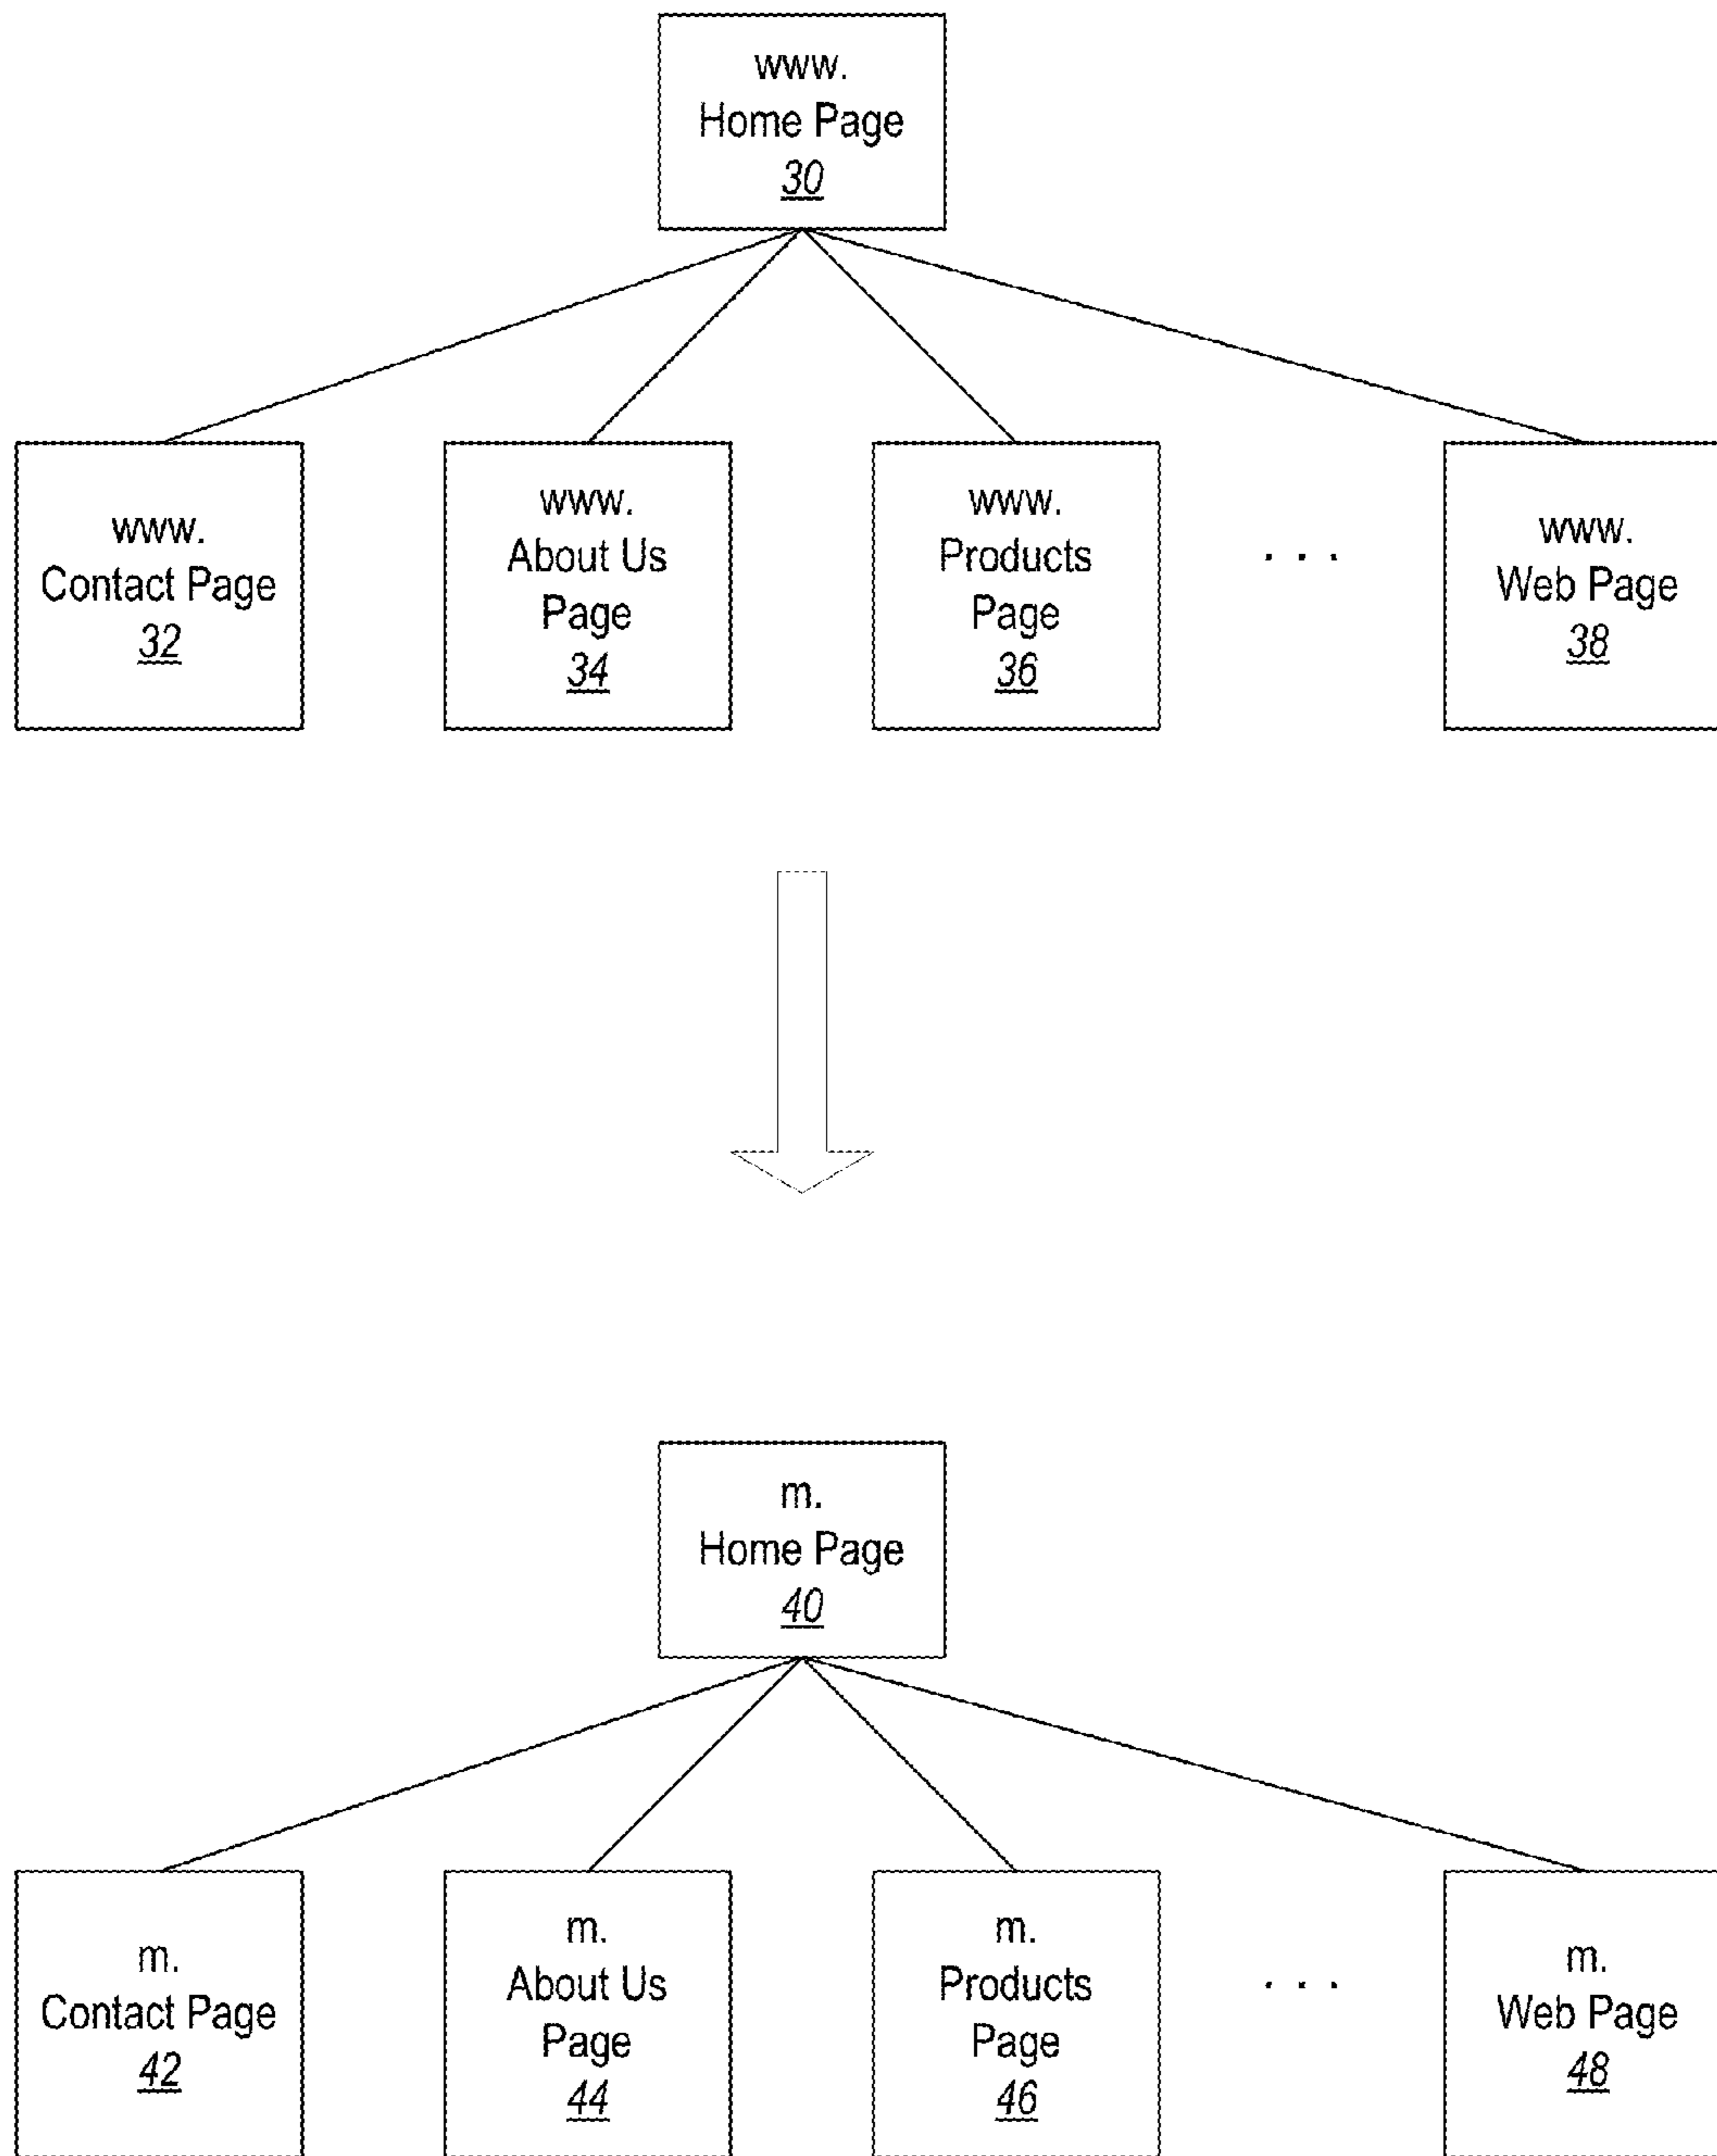 www.
Home Page
30
www.
Contact Page
32
www.
About Us
Page
34
www.
Products
Page
36
. . .
www.
Web Page
38
m.
Home Page
40
m.
Contact Page
42
m.
About Us
Page
44
m.
Products
Page
46
. . .
m.
Web Page
48